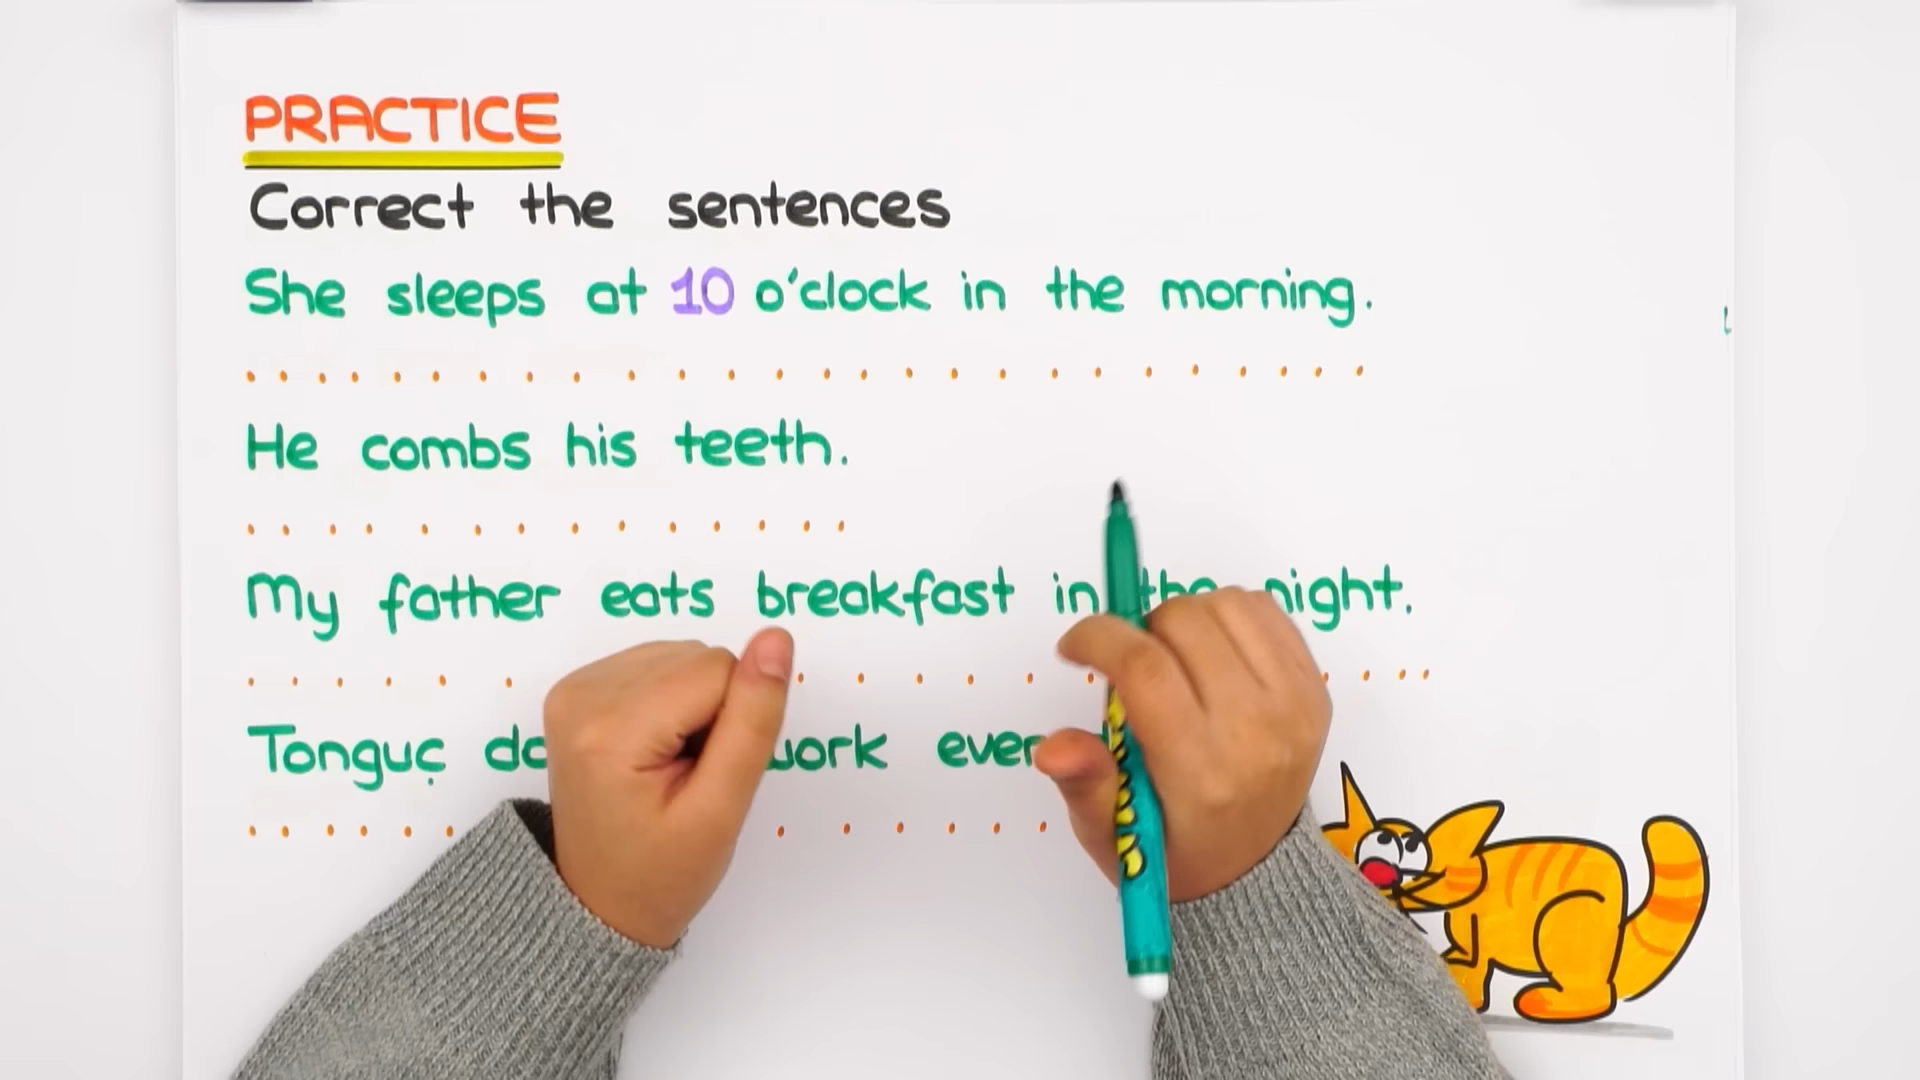 PRACTICE
Correct the sentences
She sleeps at 10 o'clock in the morning.
He combs his teeth.
My father eats breakfast in the night.
Tonguç